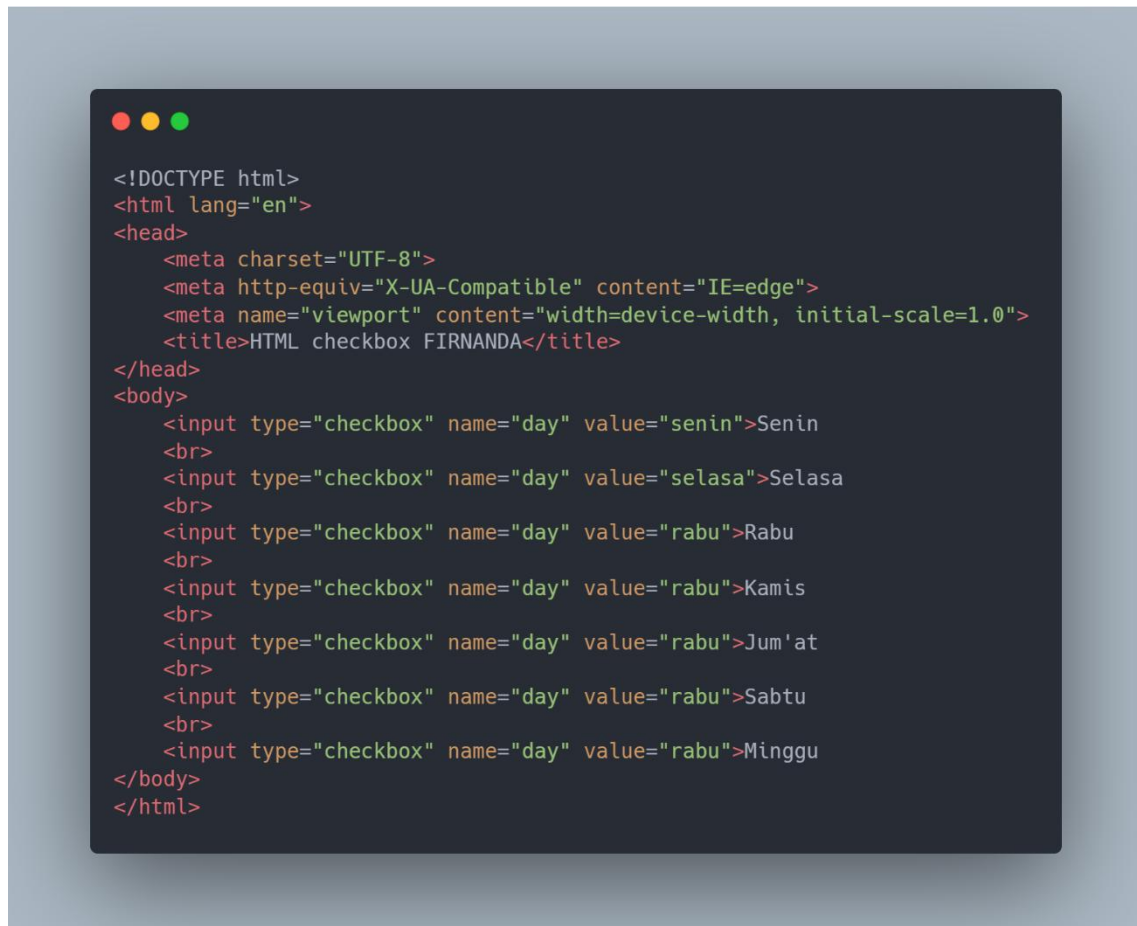 <!DOCTYPE html>
<html lang="en">
<head>
    <meta charset="UTF-8">
    <meta http-equiv="X-UA-Compatible" content="IE=edge">
    <meta name="viewport" content="width=device-width, initial-scale=1.0">
    <title>HTML checkbox FIRNANDA</title>
</head>
<body>
    <input type="checkbox" name="day" value="senin">Senin
    <br>
    <input type="checkbox" name="day" value="selasa">Selasa
    <br>
    <input type="checkbox" name="day" value="rabu">Rabu
    <br>
    <input type="checkbox" name="day" value="rabu">Kamis
    <br>
    <input type="checkbox" name="day" value="rabu">Jum'at
    <br>
    <input type="checkbox" name="day" value="rabu">Sabtu
    <br>
    <input type="checkbox" name="day" value="rabu">Minggu
</body>
</html>